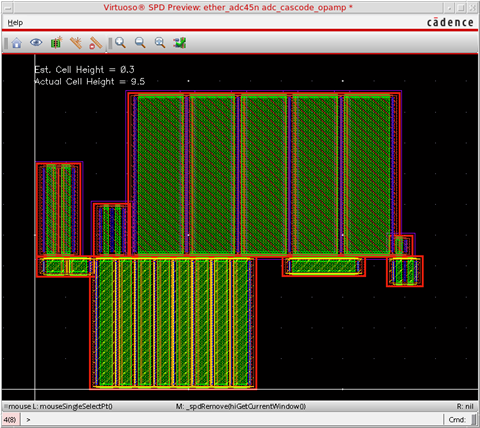 Virtuoso® SPD Preview: ether_adc45n adc_cascode_opamp *
Help
cādence
Est. Cell Height = 0.3
Actual Cell Height = 9.5
mouse L: mouseSingleSelectPt() M: _spdRemove(hiGetCurrentWindow()) R: nil
4(8) > Cmd: